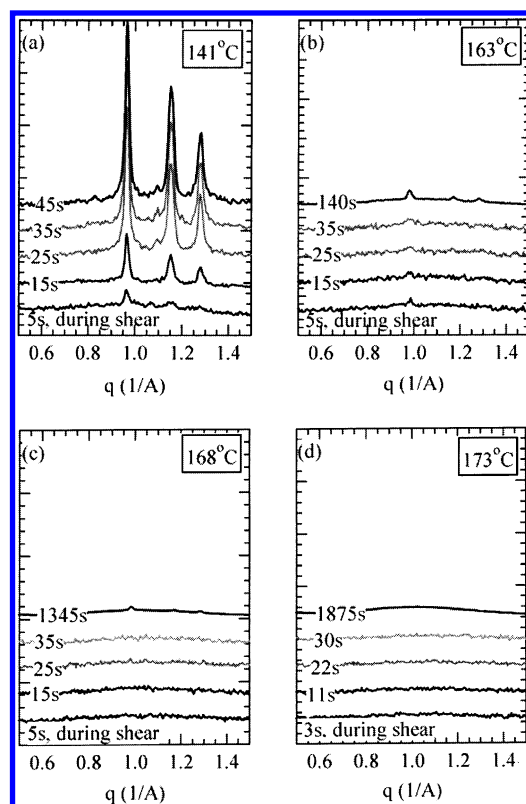 (a)
141°C
45s
35s
25s
15s
5s, during shear
0.6 0.8 1.0 1.2 1.4
q (1/A)
(b)
163°C
140s
35s
25s
15s
5s, during shear
0.6 0.8 1.0 1.2 1.4
q (1/A)
(c)
168°C
1345s
35s
25s
15s
5s, during shear
0.6 0.8 1.0 1.2 1.4
q (1/A)
(d)
173°C
1875s
30s
22s
11s
3s, during shear
0.6 0.8 1.0 1.2 1.4
q (1/A)